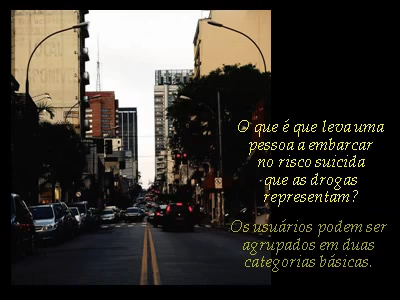 O que é que leva uma
pessoa a embarcar
no risco suicida
que as drogas
representam?
Os usuários podem ser
agrupados em duas
categorias básicas.